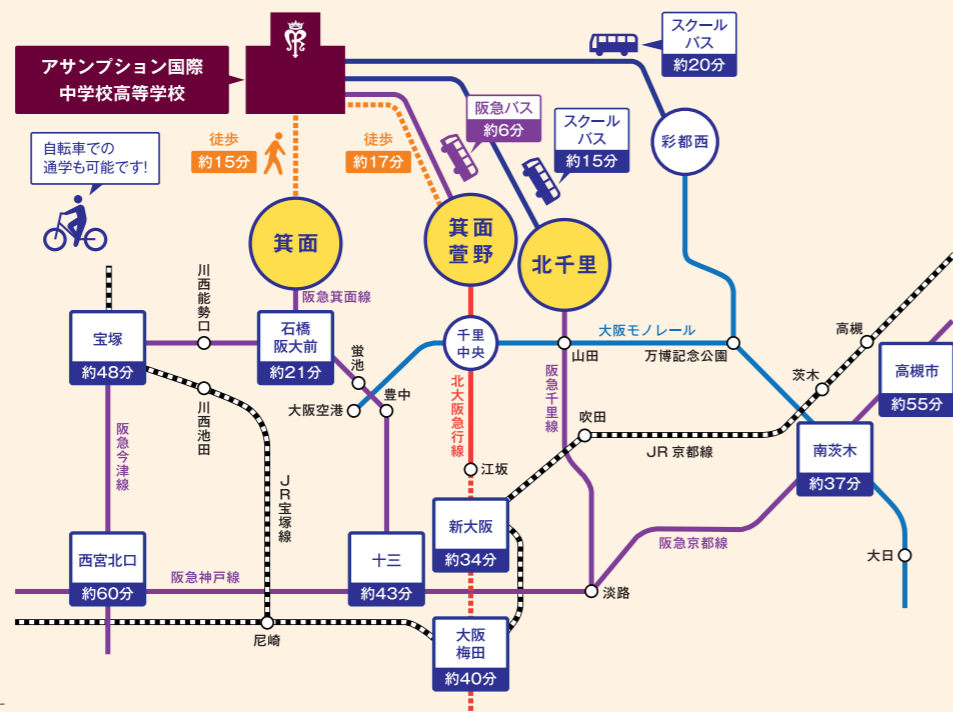 スクール
バス
約20分
アサンプション国際
中学校高等学校
阪急バス
約6分
スクール
バス
約15分
自転車での
通学も可能です!
徒歩
約15分
徒歩
約17分
彩都西
箕面
箕面
萱野
北千里
川西能勢口
阪急箕面線
宝塚
約48分
石橋
阪大前
約21分
千里
中央
大阪モノレール
山田
万博記念公園
高槻
蛍池
豊中
大阪空港
高槻市
約55分
茨木
川西池田
北大阪急行線
阪急千里線
吹田
阪急今津線
JR宝塚線
JR京都線
南茨木
約37分
江坂
新大阪
約34分
西宮北口
約60分
阪急神戸線
十三
約43分
阪急京都線
大日
淡路
尼崎
大阪
梅田
約40分